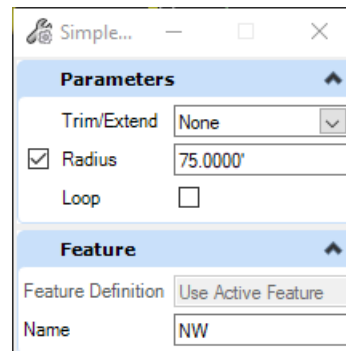 Simple...
Parameters
Trim/Extend None
Radius 75.0000'
Loop
Feature
Feature Definition Use Active Feature
Name NW